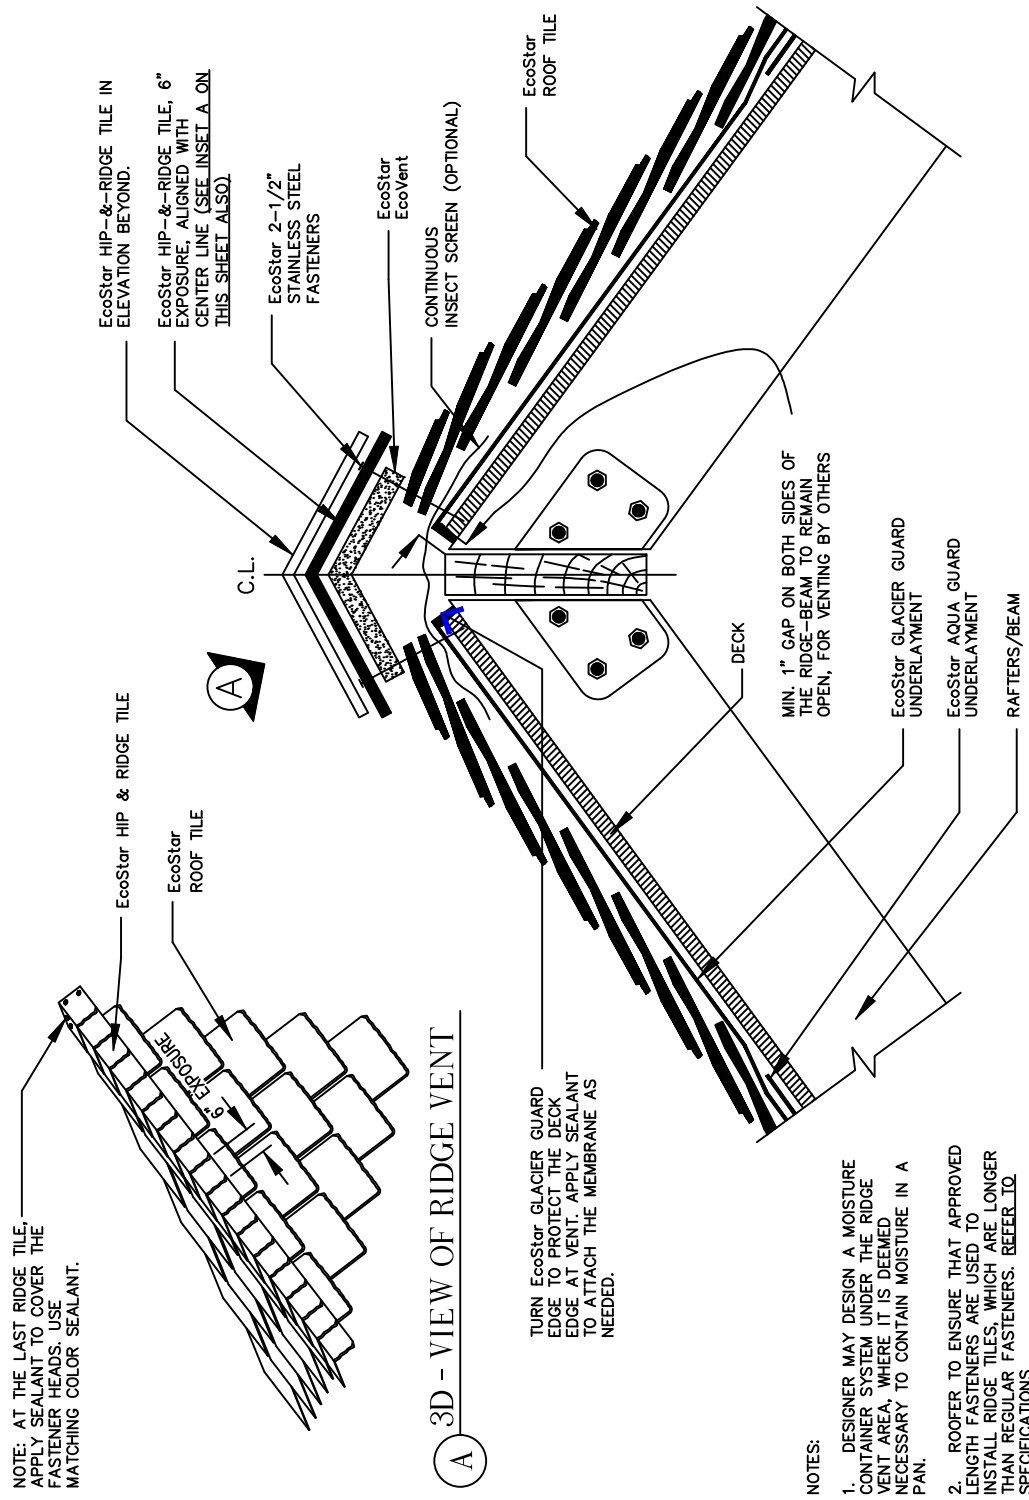 NOTE: AT THE LAST RIDGE TILE,
APPLY SEALANT TO COVER THE
FASTENER HEADS. USE
MATCHING COLOR SEALANT.
EcoStar HIP & RIDGE TILE
EcoStar
ROOF TILE
6" EXPOSURE
A
3D - VIEW OF RIDGE VENT
A
C.L.
EcoStar HIP-&-RIDGE TILE IN
ELEVATION BEYOND.
EcoStar HIP-&-RIDGE TILE, 6"
EXPOSURE, ALIGNED WITH
CENTER LINE (SEE INSET A ON
THIS SHEET ALSO)
EcoStar 2-1/2"
STAINLESS STEEL
FASTENERS
EcoStar
EcoVent
CONTINUOUS
INSECT SCREEN (OPTIONAL)
EcoStar
ROOF TILE
TURN EcoStar GLACIER GUARD
EDGE TO PROTECT THE DECK
EDGE AT VENT. APPLY SEALANT
TO ATTACH THE MEMBRANE AS
NEEDED.
DECK
MIN. 1" GAP ON BOTH SIDES OF
THE RIDGE-BEAM TO REMAIN
OPEN, FOR VENTING BY OTHERS
EcoStar GLACIER GUARD
UNDERLAYMENT
EcoStar AQUA GUARD
UNDERLAYMENT
RAFTERS/BEAM
NOTES:
1. DESIGNER MAY DESIGN A MOISTURE
CONTAINER SYSTEM UNDER THE RIDGE
VENT AREA, WHERE IT IS DEEMED
NECESSARY TO CONTAIN MOISTURE IN A
PAN.
2. ROOFER TO ENSURE THAT APPROVED
LENGTH FASTENERS ARE USED TO
INSTALL RIDGE TILES, WHICH ARE LONGER
THAN REGULAR FASTENERS. REFER TO
SPECIFICATIONS